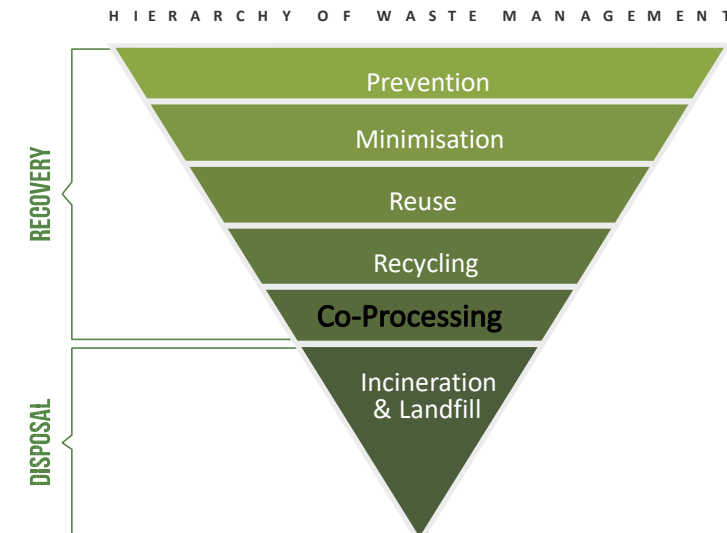 HIERARCHY OF WASTE MANAGEMENT
Prevention
Minimisation
RECOVERY
Reuse
Recycling
Co-Processing
Incineration
& Landfill
DISPOSAL